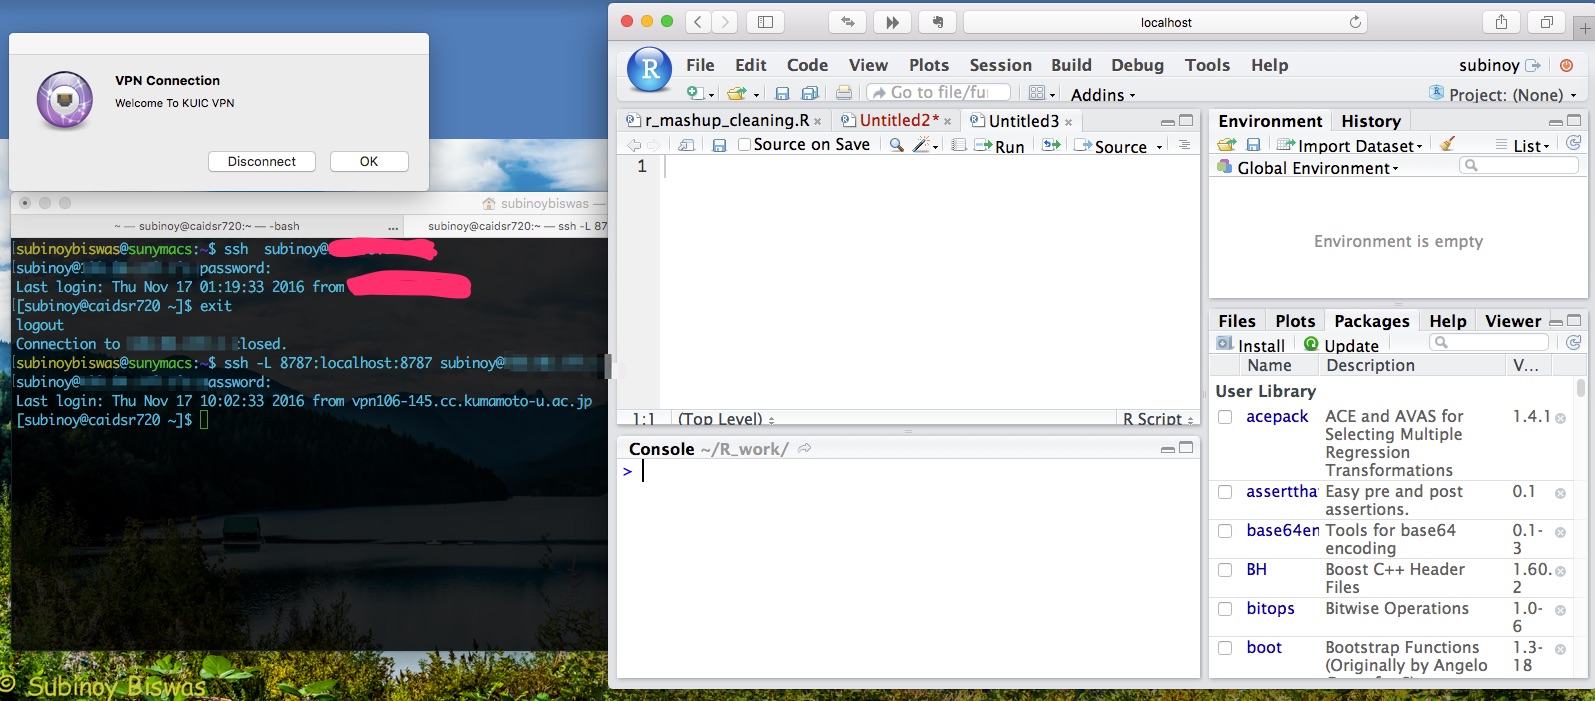 VPN Connection
Welcome To KUIC VPN
Disconnect
OK
subinoybiswas —
~ — subinoy@caidsr720:~ — -bash
...
subinoy@caidsr720:~ — ssh -L 87
subinoybiswas@sunymacs:~$ ssh subinoy@
subinoy@ password:
Last login: Thu Nov 17 01:19:33 2016 from
[subinoy@caidsr720 ~]$ exit
logout
Connection to closed.
subinoybiswas@sunymacs:~$ ssh -L 8787:localhost:8787 subinoy@
subinoy@ assword:
Last login: Thu Nov 17 10:02:33 2016 from vpn106-145.cc.kumamoto-u.ac.jp
[subinoy@caidsr720 ~]$
© Subinoy Biswas
localhost
R
File Edit Code View Plots Session Build Debug Tools Help
subinoy
Go to file/fu
Addins
Project: (None)
r_mashup_cleaning.R
Untitled2*
Untitled3
Source on Save
Run
Source
1
1:1
(Top Level)
R Script
Console ~/R_work/
>
Environment History
Import Dataset
List
Global Environment
Environment is empty
Files Plots Packages Help Viewer
Install
Update
Name Description V...
User Library
acepack ACE and AVAS for 1.4.1
Selecting Multiple
Regression
Transformations
asserttha Easy pre and post 0.1
assertions.
base64en Tools for base64 0.1-
encoding 3
BH Boost C++ Header 1.60.
Files 2
bitops Bitwise Operations 1.0-
6
boot Bootstrap Functions 1.3-
(Originally by Angelo 18